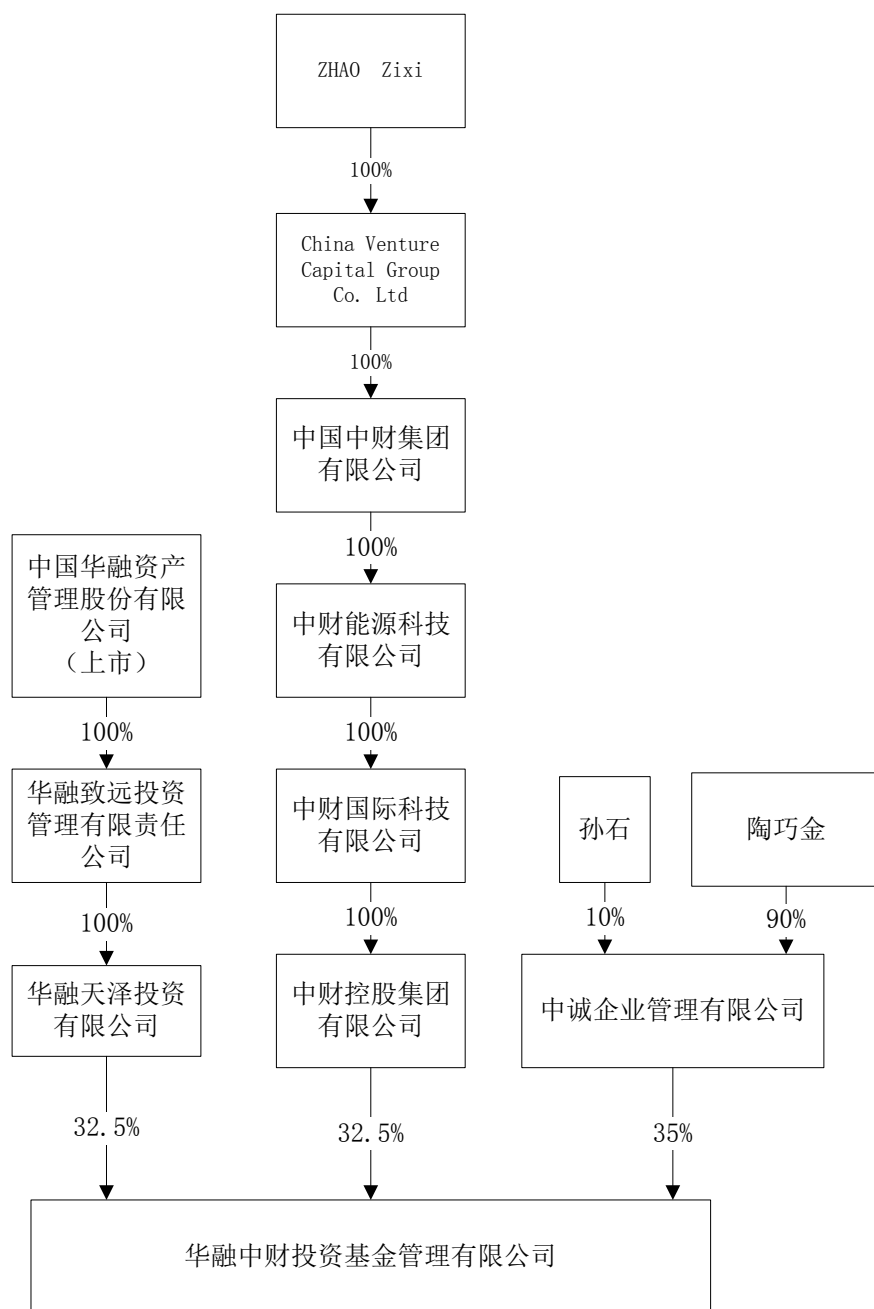 ZHAO Zixi
100%
China Venture
Capital Group
Co. Ltd
100%
中国中财集团
有限公司
100%
中国华融资产
管理股份有限
公司
（上市）
中财能源科技
有限公司
100%
100%
华融致远投资
管理有限责任
公司
中财国际科技
有限公司
孙石
陶巧金
100%
100%
10%
90%
华融天泽投资
有限公司
中财控股集团
有限公司
中诚企业管理有限公司
32.5%
32.5%
35%
华融中财投资基金管理有限公司